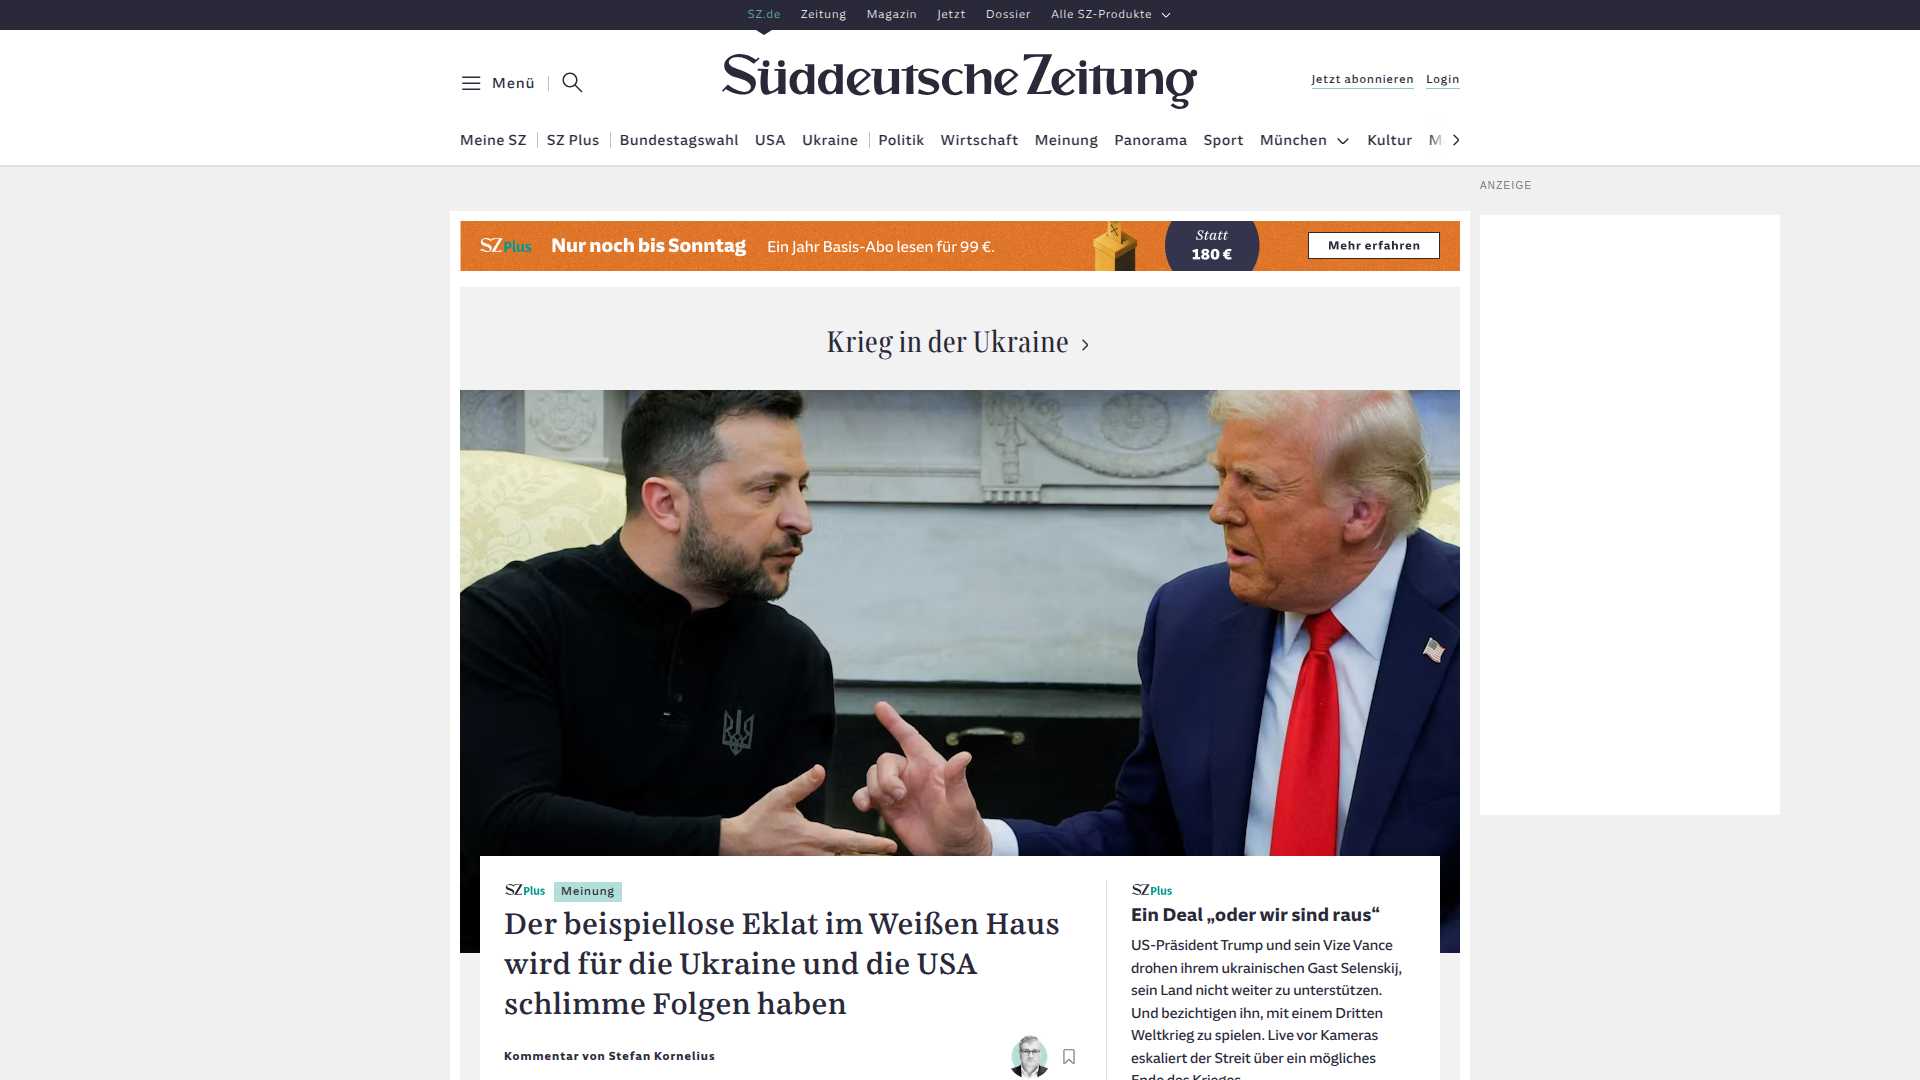 SZ.de Zeitung Magazin Jetzt Dossier Alle SZ-Produkte
Menü
Süddeutsche Zeitung
Jetzt abonnieren Login
Meine SZ SZ Plus Bundestagswahl USA Ukraine Politik Wirtschaft Meinung Panorama Sport München Kultur M
ANZEIGE
SZ Plus Nur noch bis Sonntag Ein Jahr Basis-Abo lesen für 99 €.
Statt
180 €
Mehr erfahren
Krieg in der Ukraine
SZ Plus Meinung
Der beispiellose Eklat im Weißen Haus
wird für die Ukraine und die USA
schlimme Folgen haben
Kommentar von Stefan Kornelius
SZ Plus
Ein Deal „oder wir sind raus“
US-Präsident Trump und sein Vize Vance
drohen ihrem ukrainischen Gast Selenskij,
sein Land nicht weiter zu unterstützen.
Und bezichtigen ihn, mit einem Dritten
Weltkrieg zu spielen. Live vor Kameras
eskaliert der Streit über ein mögliches
Ende des Krieges.